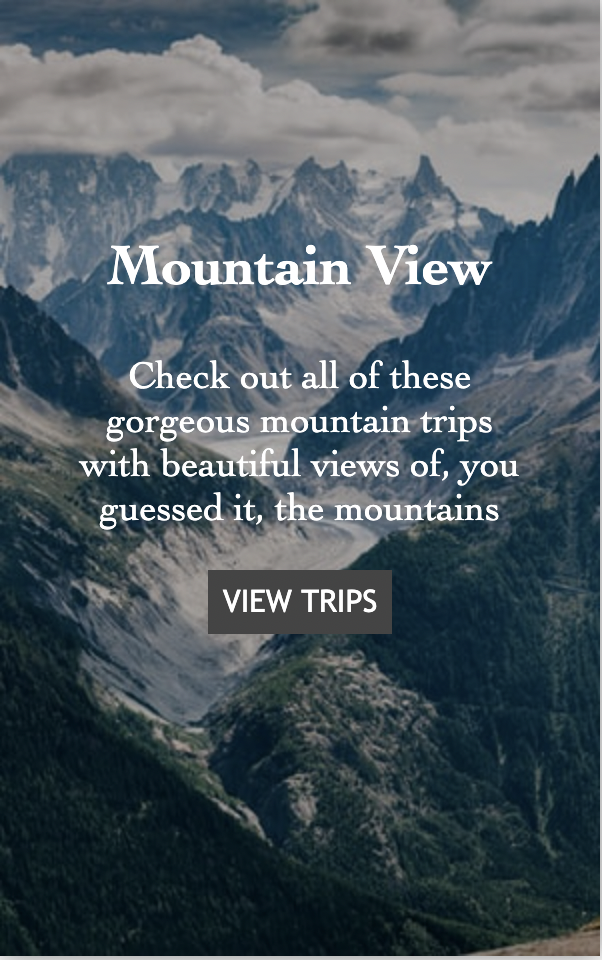 Mountain View
Check out all of these
gorgeous mountain trips
with beautiful views of, you
guessed it, the mountains
VIEW TRIPS